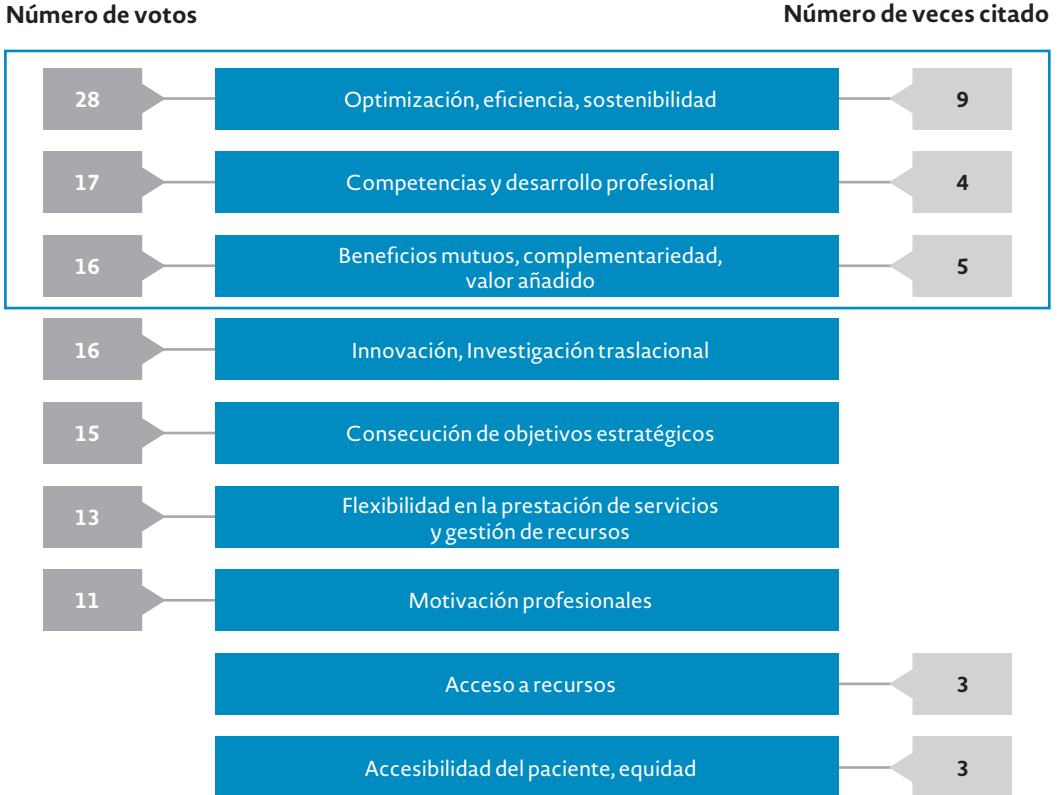 Número de votos
Número de veces citado
28
Optimización, eficiencia, sostenibilidad
9
17
Competencias y desarrollo profesional
4
16
Beneficios mutuos, complementariedad,
valor añadido
5
16
Innovación, Investigación traslacional
15
Consecución de objetivos estratégicos
13
Flexibilidad en la prestación de servicios
y gestión de recursos
11
Motivación profesionales
Acceso a recursos
3
Accesibilidad del paciente, equidad
3